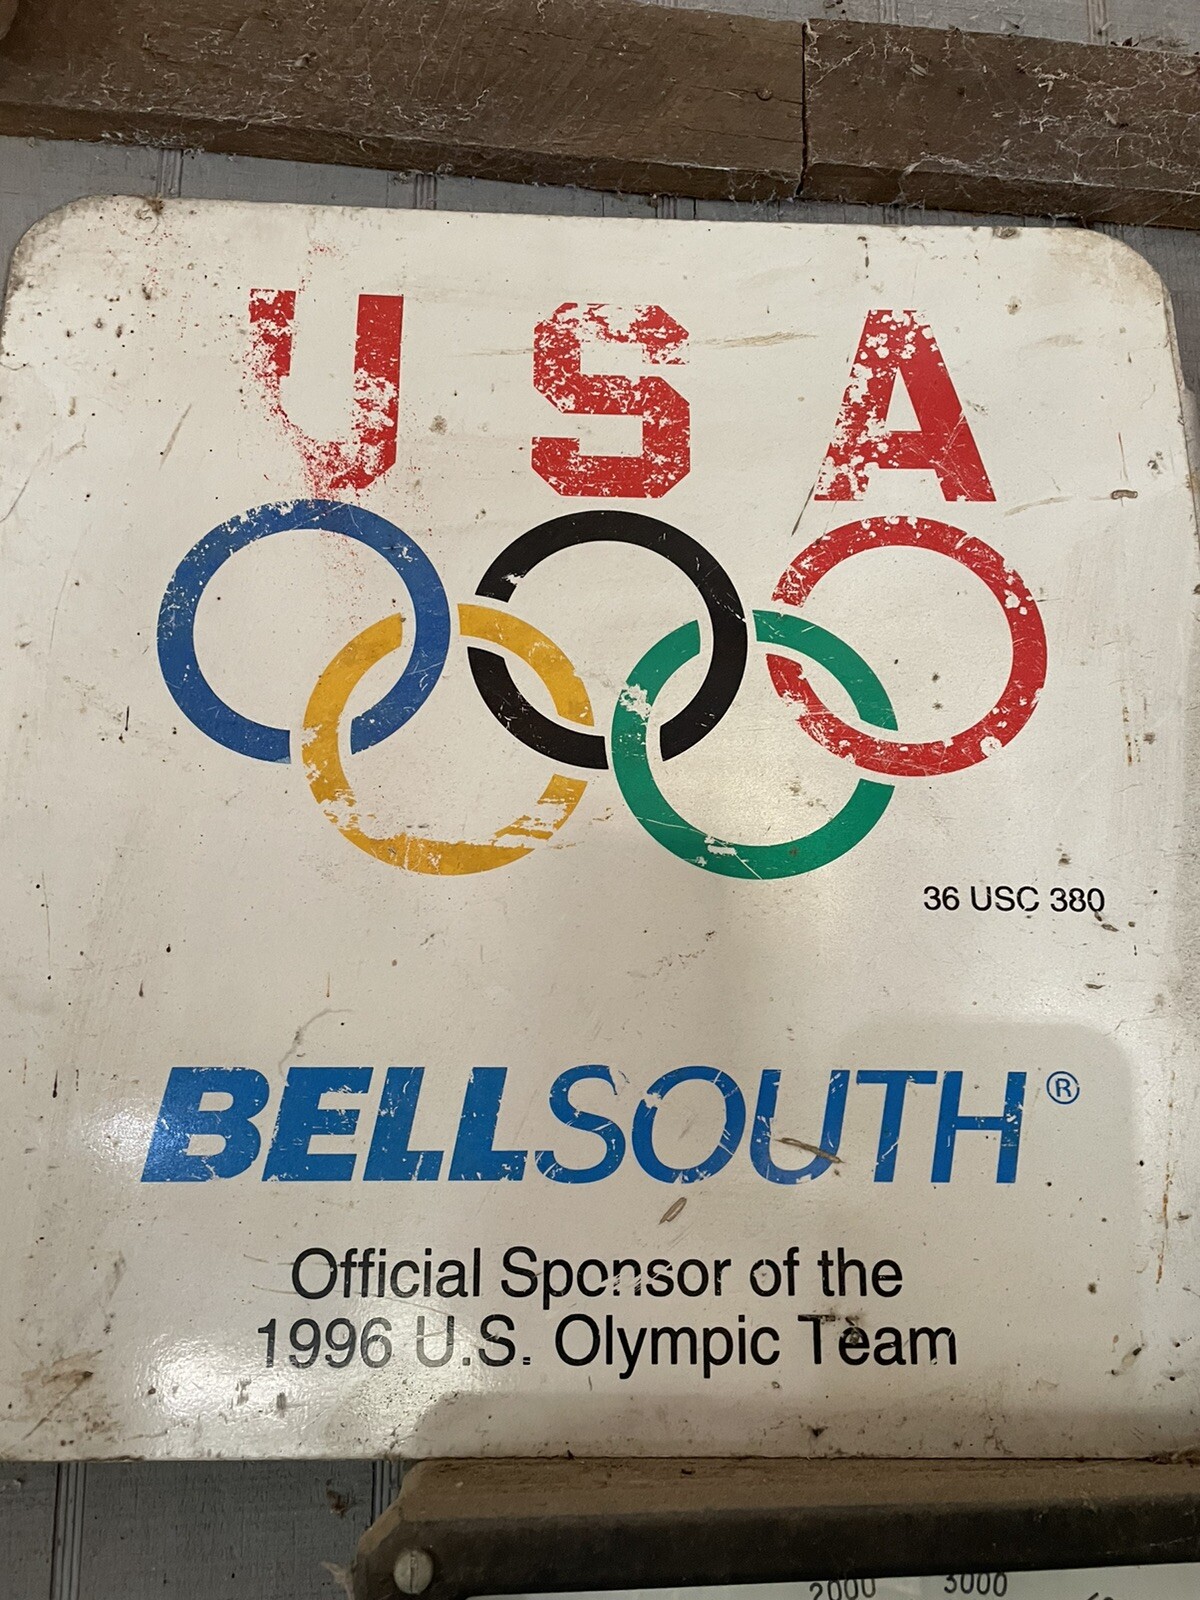 USA
36 USC 380
BELLSOUTH®
Official Sponsor of the
1996 U.S. Olympic Team
2000 3000